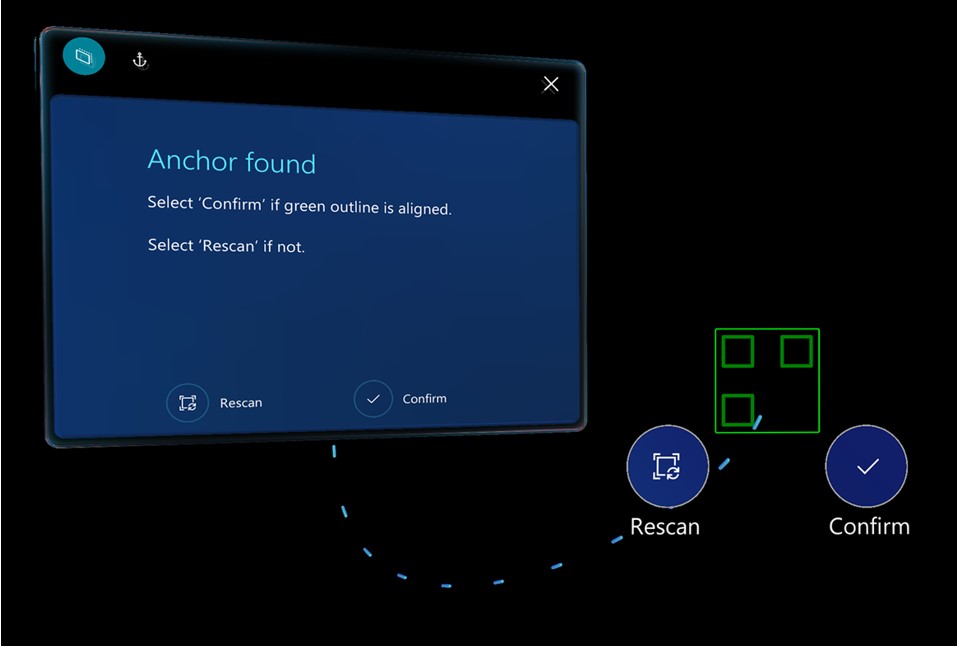 Anchor found
Select ‘Confirm’ if green outline is aligned.
Select ‘Rescan’ if not.
Rescan
Confirm
Rescan
Confirm